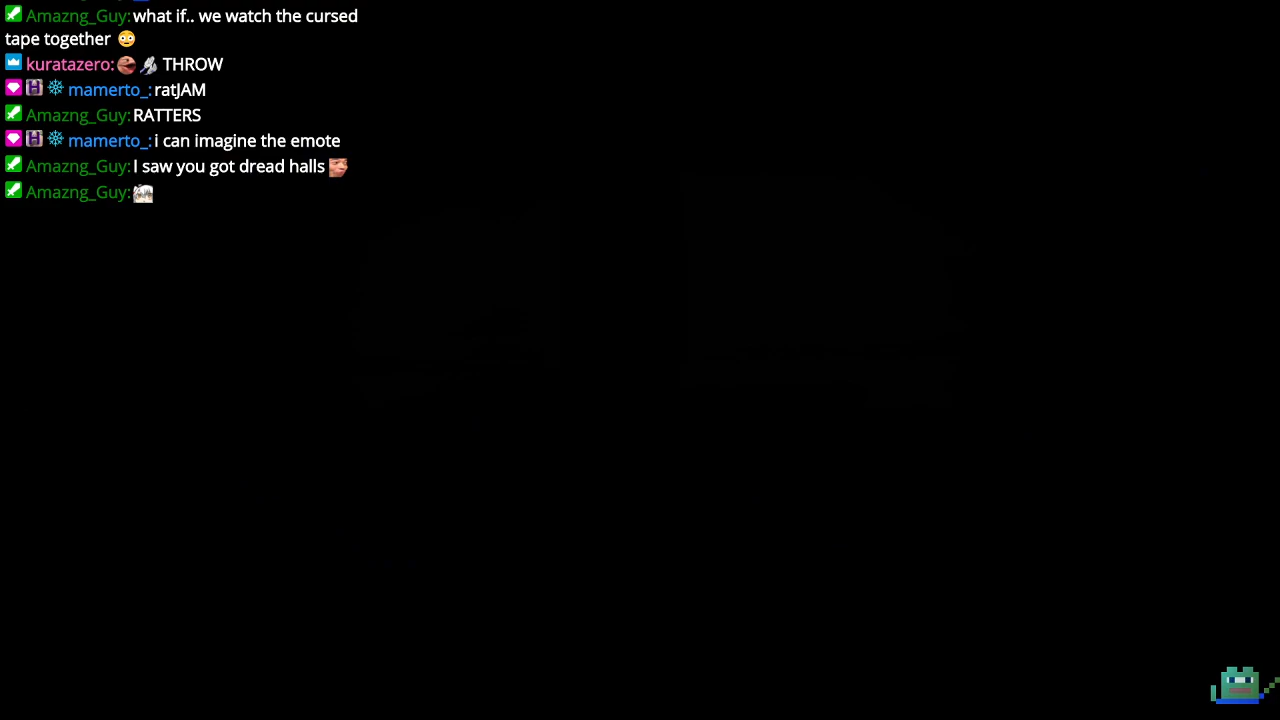 Amazng_Guy: what if.. we watch the cursed
tape together 😳
kuratazero: THROW
mamerto_: ratJAM
Amazng_Guy: RATTERS
mamerto_: i can imagine the emote
Amazng_Guy: I saw you got dread halls
Amazng_Guy: